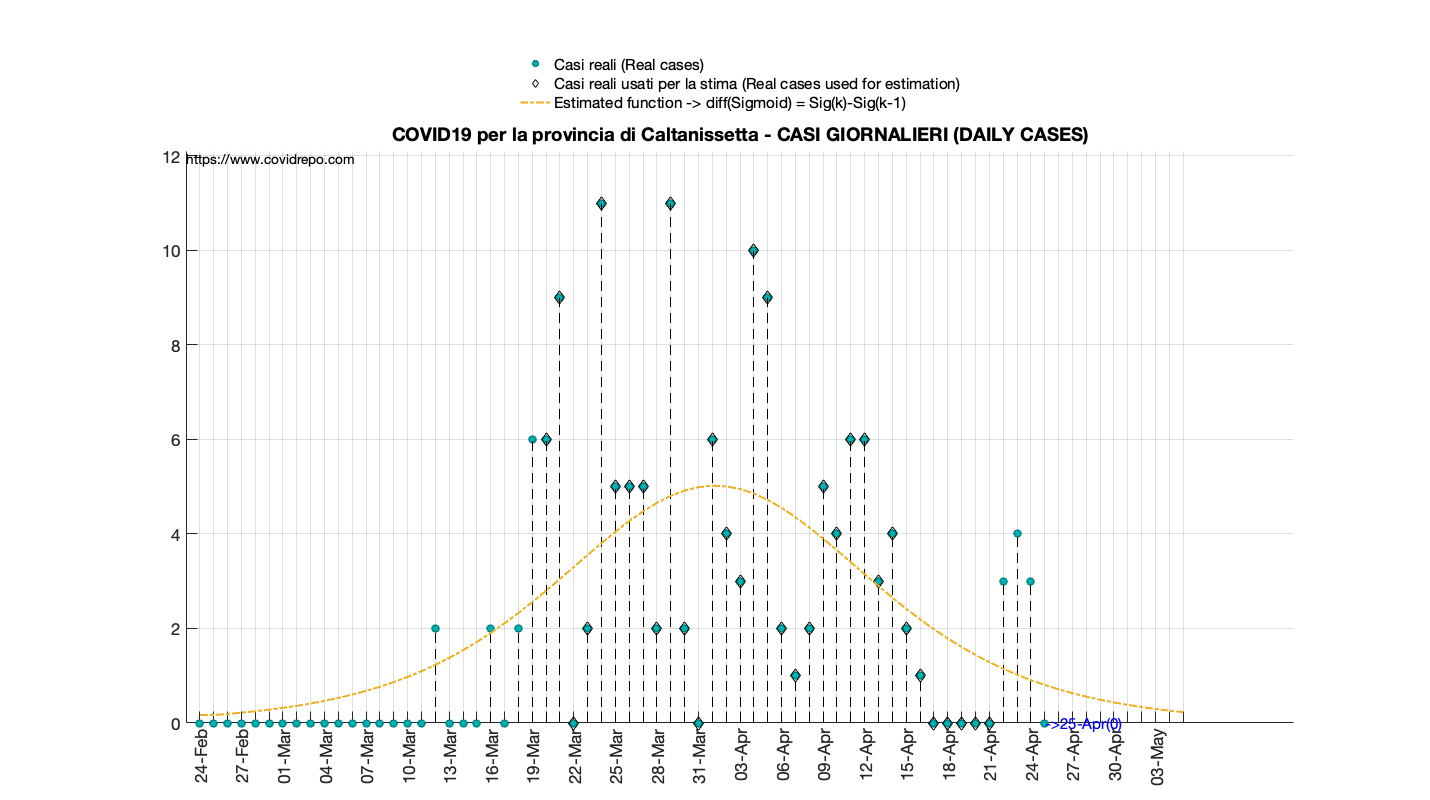 Casi reali (Real cases)
Casi reali usati per la stima (Real cases used for estimation)
Estimated function -> diff(Sigmoid) = Sig(k)-Sig(k-1)
COVID19 per la provincia di Caltanissetta - CASI GIORNALIERI (DAILY CASES)
https://www.covidrepo.com
12
10
8
6
4
2
0
->25-Apr(0)
24-Feb
27-Feb
01-Mar
04-Mar
07-Mar
10-Mar
13-Mar
16-Mar
19-Mar
22-Mar
25-Mar
28-Mar
31-Mar
03-Apr
06-Apr
09-Apr
12-Apr
15-Apr
18-Apr
21-Apr
24-Apr
27-Apr
30-Apr
03-May